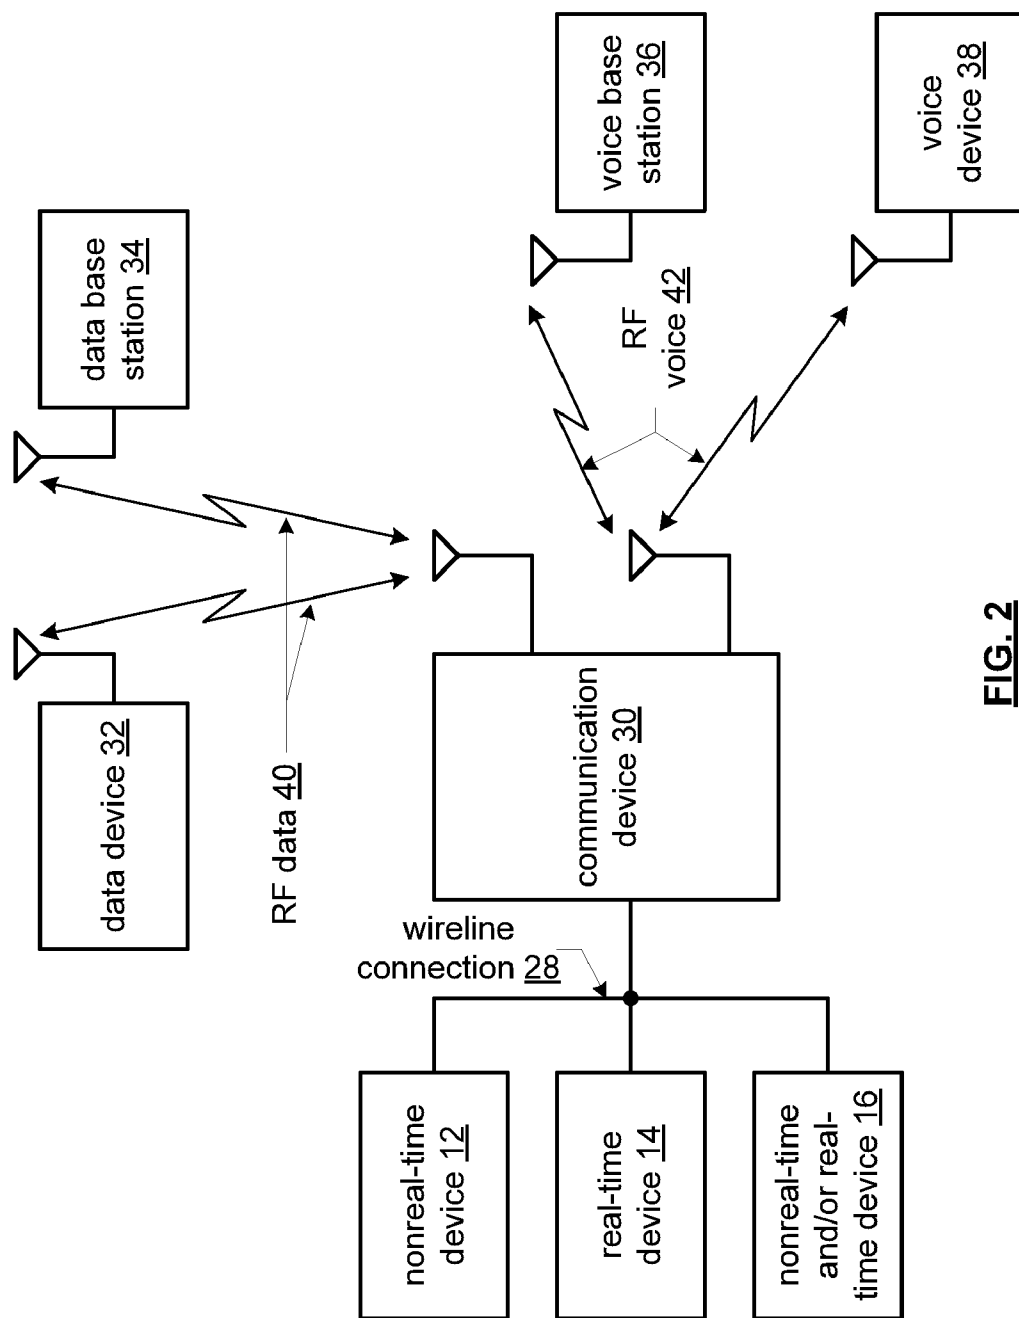 data device 32
data base
station 34
RF data 40
wireline
connection 28
nonreal-time
device 12
communication
device 30
RF
voice 42
voice base
station 36
real-time
device 14
nonreal-time
and/or real-
time device 16
voice
device 38
FIG. 2